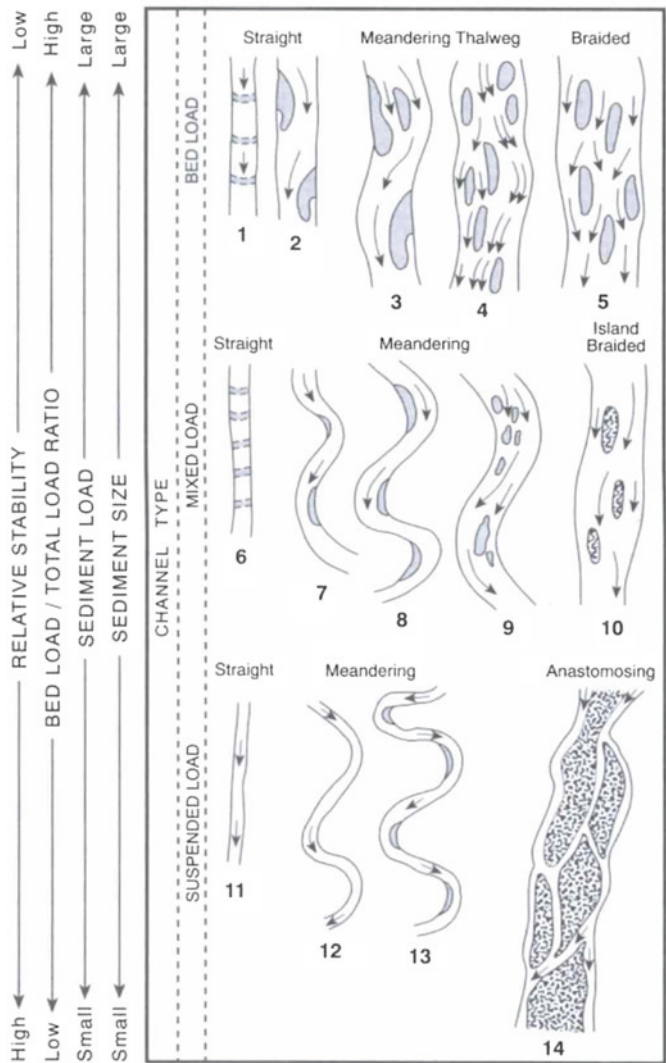 Low
High
Large
Large
RELATIVE STABILITY
BED LOAD / TOTAL LOAD RATIO
SEDIMENT LOAD
SEDIMENT SIZE
High
Low
Small
Small
CHANNEL TYPE
BED LOAD
Straight
Meandering Thalweg
Braided
1
2
3
4
5
MIXED LOAD
Straight
Meandering
Island
Braided
6
7
8
9
10
SUSPENDED LOAD
Straight
Meandering
Anastomosing
11
12
13
14